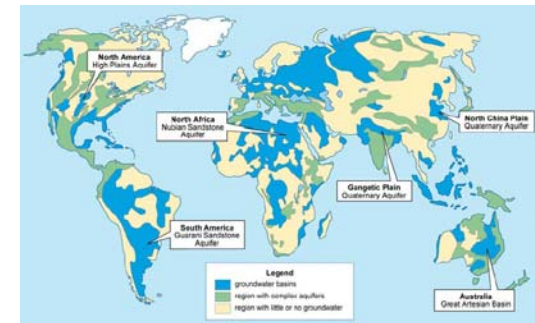 North America
High Plains Aquifer
North Africa
Nubian Sandstone
Aquifer
North China Plain
Quaternary Aquifer
Gangetic Plain
Quaternary Aquifer
South America
Guarani Sandstone
Aquifer
Legend
groundwater basins
region with complex aquifers
region with little or no groundwater
Australia
Great Artesian Basin